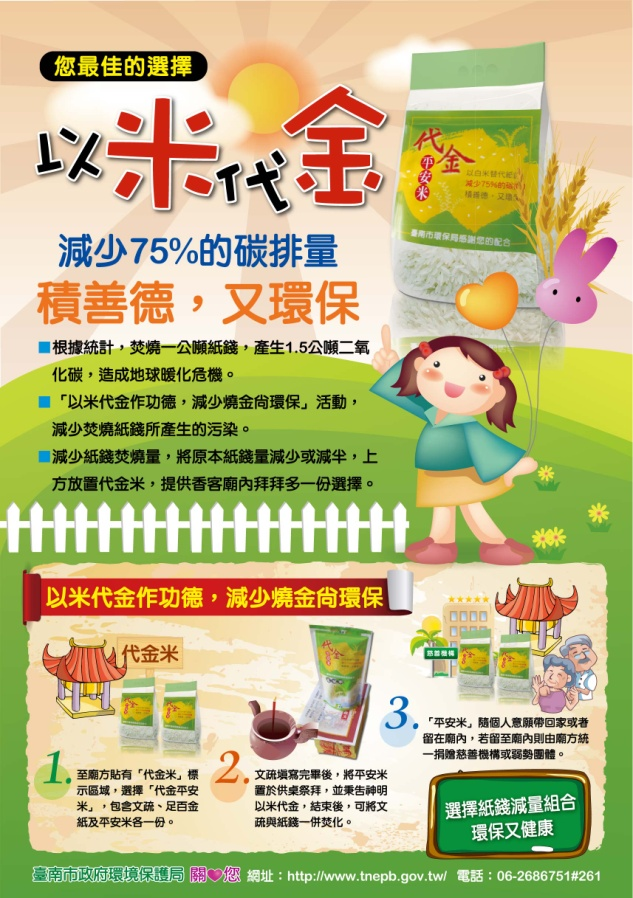 您最佳的選擇
以米代金
減少75%的碳排量
積善德，又環保
代金
平安米
以白米替代紙錢
減少75%的碳排
積善德，又環保
臺南市環保局感謝您的配合
■根據統計，焚燒一公噸紙錢，產生1.5公噸二氧
化碳，造成地球暖化危機。
■「以米代金作功德，減少燒金尚環保」活動，
減少焚燒紙錢所產生的污染。
■減少紙錢焚燒量，將原本紙錢量減少或減半，上
方放置代金米，提供香客廟內拜拜多一份選擇。
以米代金作功德，減少燒金尚環保
代金米
慈善機構
1.
至廟方貼有「代金米」標
示區域，選擇「代金平安
米」，包含文疏、足百金
紙及平安米各一份。
2.
文疏填寫完畢後，將平安米
置於供桌祭拜，並秉告神明
以米代金，結束後，可將文
疏與紙錢一併焚化。
3.
「平安米」隨個人意願帶回家或者
留在廟內，若留至廟內則由廟方統
一捐贈慈善機構或弱勢團體。
選擇紙錢減量組合
環保又健康
臺南市政府環境保護局 關您 網址：http://www.tnepb.gov.tw/ 電話：06-2686751#261